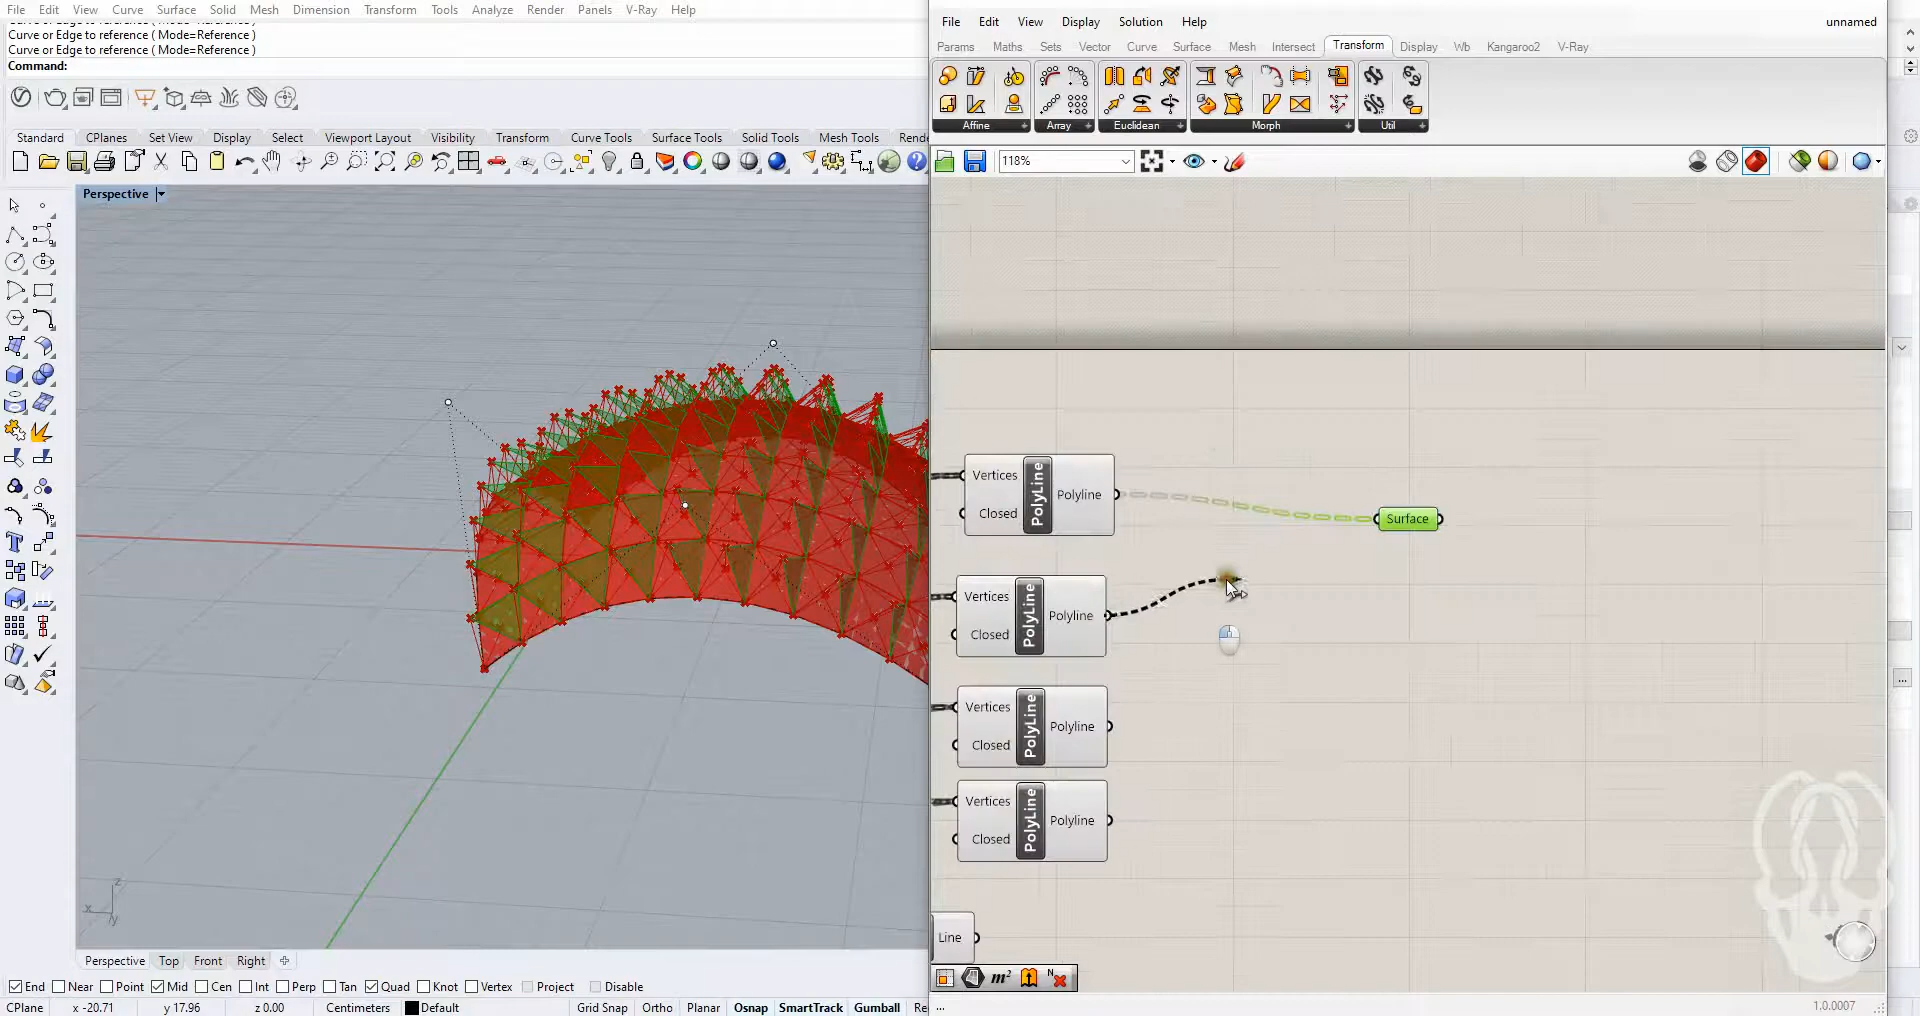 File Edit View Curve Surface Solid Mesh Dimension Transform Tools Analyze Render Panels V-Ray Help
Curve or Edge to reference ( Mode=Reference )
Curve or Edge to reference ( Mode=Reference )
Command:
Standard CPlanes Set View Display Select Viewport Layout Visibility Transform Curve Tools Surface Tools Solid Tools Mesh Tools Rend
Perspective
z
x
y
Perspective Top Front Right
End Near Point Mid Cen Int Perp Tan Quad Knot Vertex Project Disable
CPlane x -20.71 y 17.96 z 0.00 Centimeters Default Grid Snap Ortho Planar Osnap SmartTrack Gumball Re
File Edit View Display Solution Help unnamed
Params Maths Sets Vector Curve Surface Mesh Intersect Transform Display Wb Kangaroo2 V-Ray
Affine Array Euclidean Morph Util
118%
Vertices
Closed
PolyLine
Polyline
Surface
Vertices
Closed
PolyLine
Polyline
Vertices
Closed
PolyLine
Polyline
Vertices
Closed
PolyLine
Polyline
Line
m²
N
...
1.0.0007
...